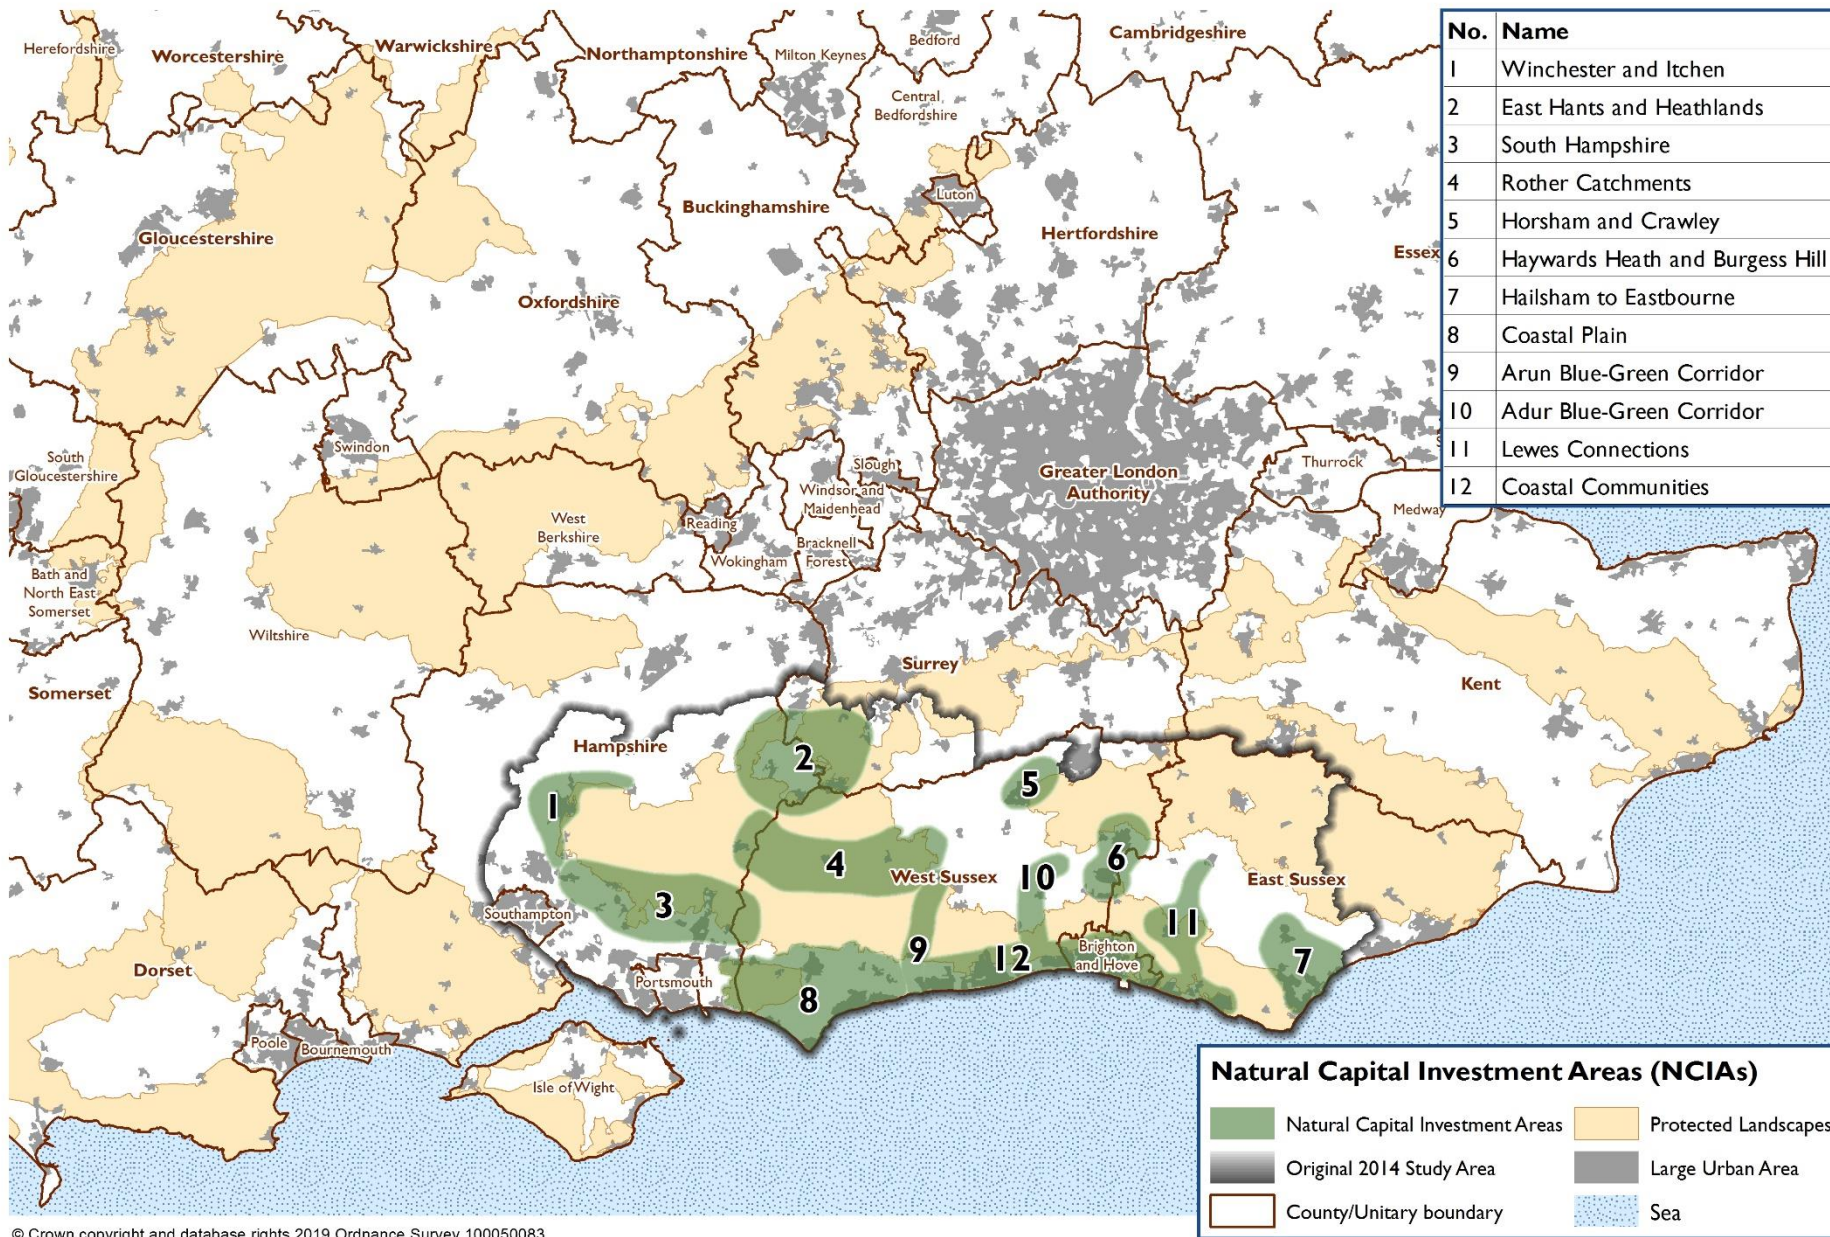 Herefordshire
Worcestershire
Warwickshire
Northamptonshire
Milton Keynes
Bedford
Cambridgeshire
Central
Bedfordshire
Luton
Buckinghamshire
Gloucestershire
Hertfordshire
Essex
Oxfordshire
Swindon
South
Gloucestershire
Slough
Windsor and
Maidenhead
Greater London
Authority
Thurrock
Medway
West
Berkshire
Reading
Wokingham
Bracknell
Forest
Bath and
North East
Somerset
Wiltshire
Somerset
Surrey
Kent
Hampshire
2
5
1
4
West Sussex
10
6
East Sussex
3
Southampton
9
12
Brighton
and Hove
11
7
Dorset
Portsmouth
8
Poole
Bournemouth
Isle of Wight
No. Name
1 Winchester and Itchen
2 East Hants and Heathlands
3 South Hampshire
4 Rother Catchments
5 Horsham and Crawley
6 Haywards Heath and Burgess Hill
7 Hailsham to Eastbourne
8 Coastal Plain
9 Arun Blue-Green Corridor
10 Adur Blue-Green Corridor
11 Lewes Connections
12 Coastal Communities
Natural Capital Investment Areas (NCIAs)
Natural Capital Investment Areas
Protected Landscapes
Original 2014 Study Area
Large Urban Area
County/Unitary boundary
Sea
© Crown copyright and database rights 2019 Ordnance Survey 100050083